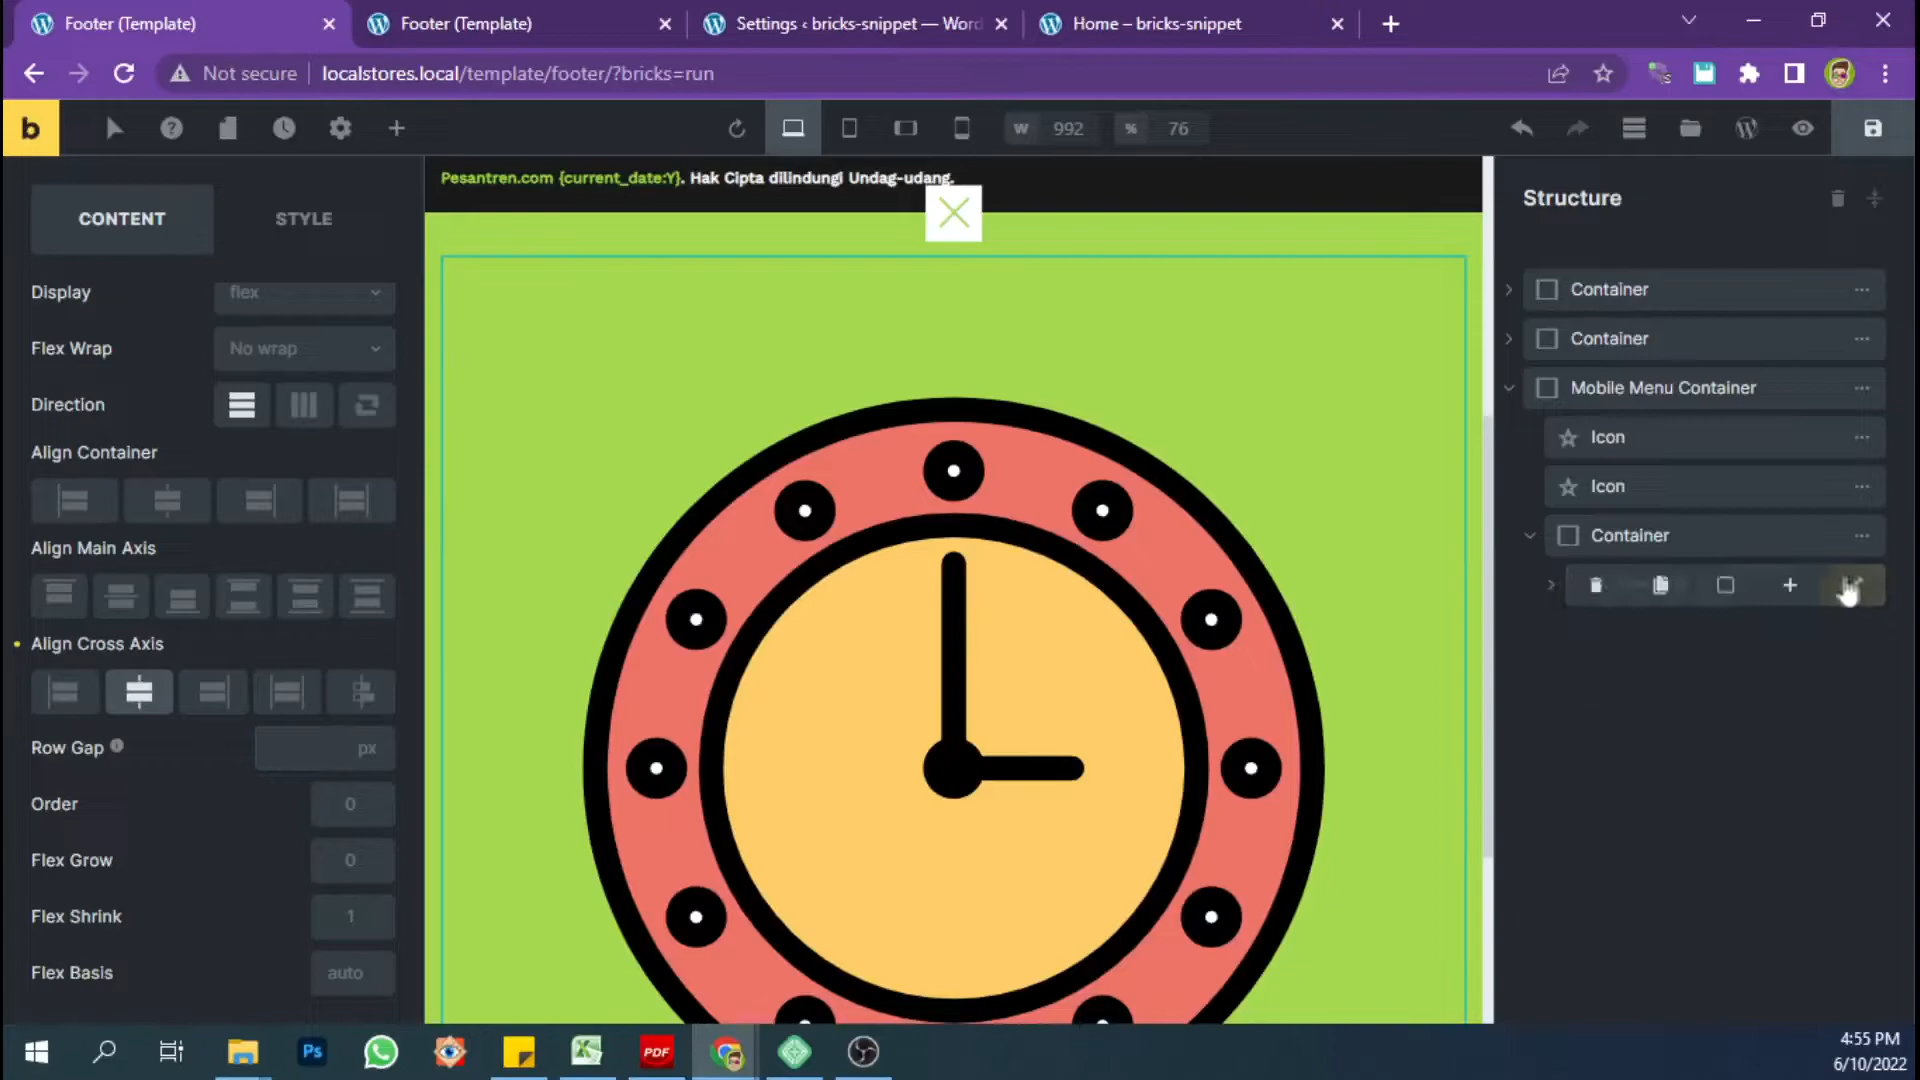 Footer (Template)
Footer (Template)
Settings ‹ bricks-snippet — Word
Home – bricks-snippet
Not secure
localstores.local/template/footer/?bricks=run
b
W 992
% 76
CONTENT
STYLE
Display
flex
Flex Wrap
No wrap
Direction
Align Container
Align Main Axis
Align Cross Axis
Row Gap
px
Order
0
Flex Grow
0
Flex Shrink
1
Flex Basis
auto
Pesantren.com {current_date:Y}. Hak Cipta dilindungi Undag-udang.
Structure
Container
Container
Mobile Menu Container
Icon
Icon
Container
Ps
PDF
4:55 PM
6/10/2022